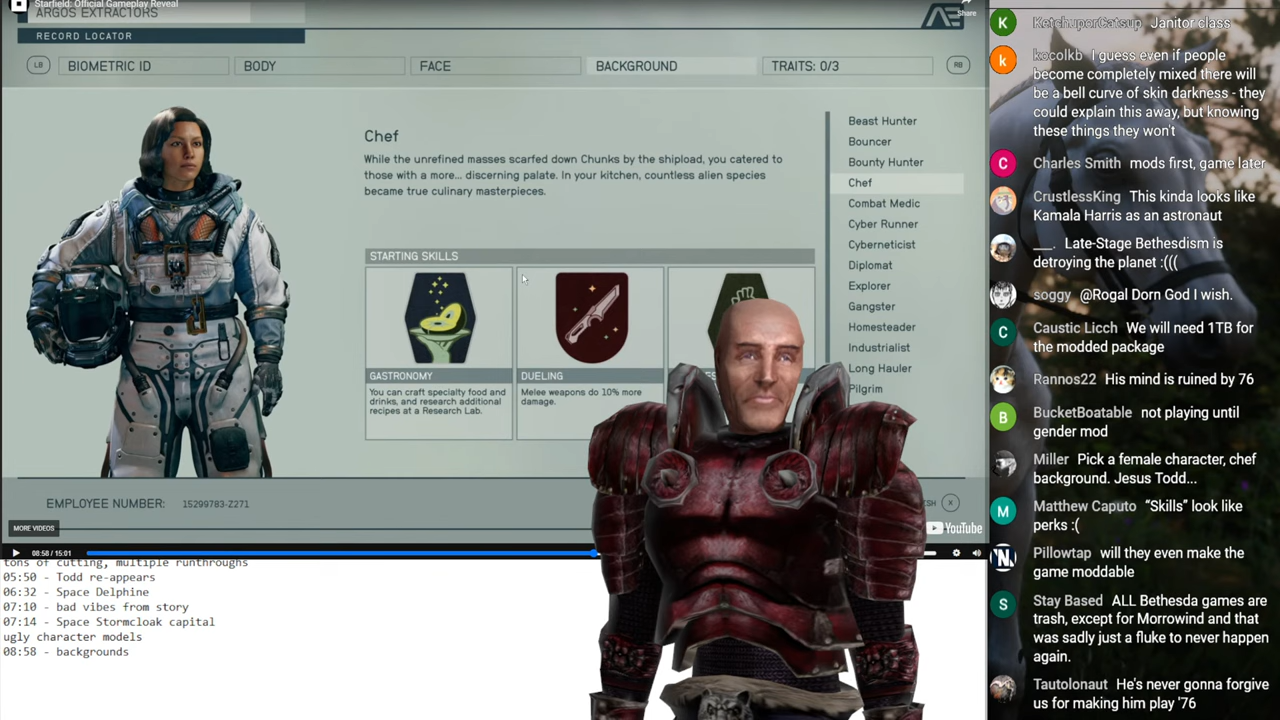 Starfield: Official Gameplay Reveal
Share
ARGOS EXTRACTORS
AE
RECORD LOCATOR
LB
BIOMETRIC ID
BODY
FACE
BACKGROUND
TRAITS: 0/3
RB
Chef
While the unrefined masses scarfed down Chunks by the shipload, you catered to
those with a more... discerning palate. In your kitchen, countless alien species
became true culinary masterpieces.
STARTING SKILLS
GASTRONOMY
You can craft specialty food and
drinks, and research additional
recipes at a Research Lab.
DUELING
Melee weapons do 10% more
damage.
Beast Hunter
Bouncer
Bounty Hunter
Chef
Combat Medic
Cyber Runner
Cyberneticist
Diplomat
Explorer
Gangster
Homesteader
Industrialist
Long Hauler
Pilgrim
EMPLOYEE NUMBER:
15299783-Z271
X
MORE VIDEOS
YouTube
08:58 / 15:01
tons of cutting, multiple runthroughs
05:50 - Todd re-appears
06:32 - Space Delphine
07:10 - bad vibes from story
07:14 - Space Stormcloak capital
ugly character models
08:58 - backgrounds
K
KetchuporCatsup Janitor class
k
kocolkb I guess even if people
become completely mixed there will
be a bell curve of skin darkness - they
could explain this away, but knowing
these things they won't
C
Charles Smith mods first, game later
CrustlessKing This kinda looks like
Kamala Harris as an astronaut
___. Late-Stage Bethesdism is
detroying the planet :(((
soggy @Rogal Dorn God I wish.
C
Caustic Licch We will need 1TB for
the modded package
Rannos22 His mind is ruined by 76
B
BucketBoatable not playing until
gender mod
Miller Pick a female character, chef
background. Jesus Todd...
M
Matthew Caputo “Skills” look like
perks :(
N
Pillowtap will they even make the
game moddable
S
Stay Based ALL Bethesda games are
trash, except for Morrowind and that
was sadly just a fluke to never happen
again.
Tautolonaut He's never gonna forgive
us for making him play '76